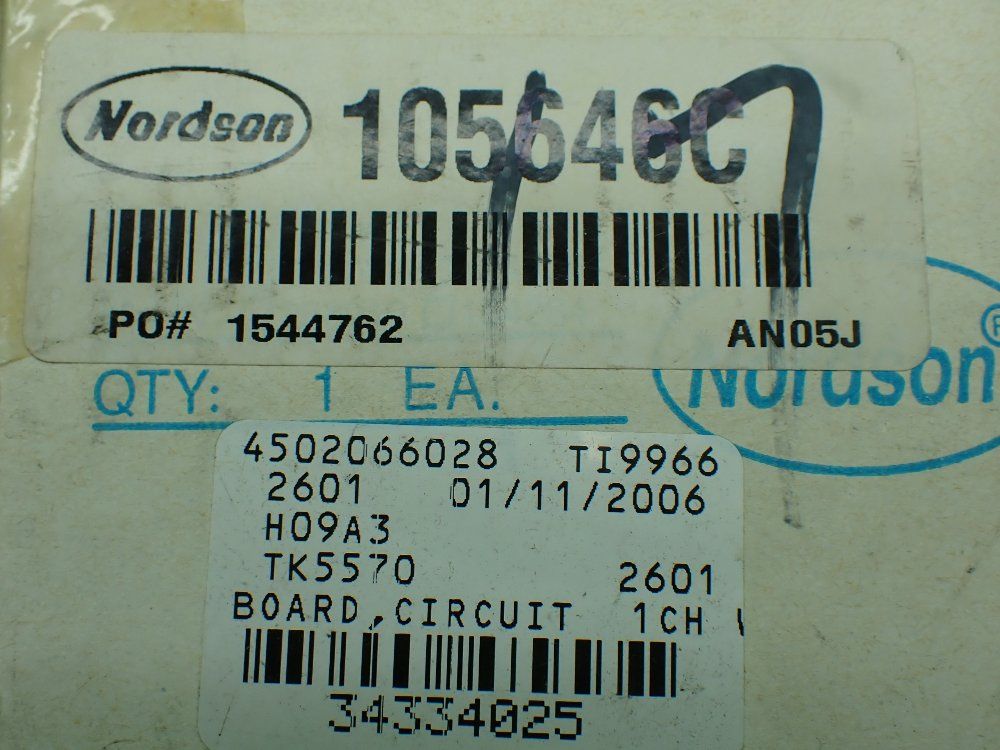 Nordson 105646C
PO# 1544762 AN05J
QTY: 1 EA.
Nordson®
4502066028 TI9966
2601 01/11/2006
H09A3
TK5570 2601
BOARD,CIRCUIT 1CH
34334025